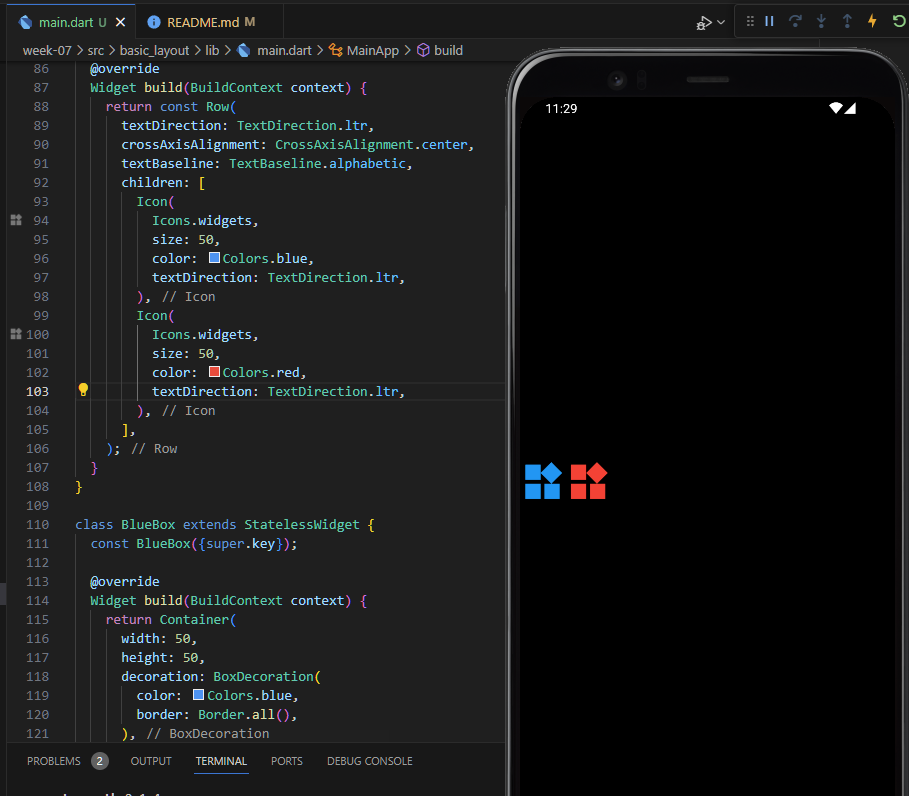 main.dart U
README.md M
week-07 > src > basic_layout > lib > main.dart > MainApp > build
86 @override
87 Widget build(BuildContext context) {
88 return const Row(
89 textDirection: TextDirection.ltr,
90 crossAxisAlignment: CrossAxisAlignment.center,
91 textBaseline: TextBaseline.alphabetic,
92 children: [
93 Icon(
94 Icons.widgets,
95 size: 50,
96 color: Colors.blue,
97 textDirection: TextDirection.ltr,
98 ), // Icon
99 Icon(
100 Icons.widgets,
101 size: 50,
102 color: Colors.red,
103 textDirection: TextDirection.ltr,
104 ), // Icon
105 ],
106 ); // Row
107 }
108 }
109
110 class BlueBox extends StatelessWidget {
111 const BlueBox({super.key});
112
113 @override
114 Widget build(BuildContext context) {
115 return Container(
116 width: 50,
117 height: 50,
118 decoration: BoxDecoration(
119 color: Colors.blue,
120 border: Border.all(),
121 ), // BoxDecoration
PROBLEMS 2 OUTPUT TERMINAL PORTS DEBUG CONSOLE
11:29